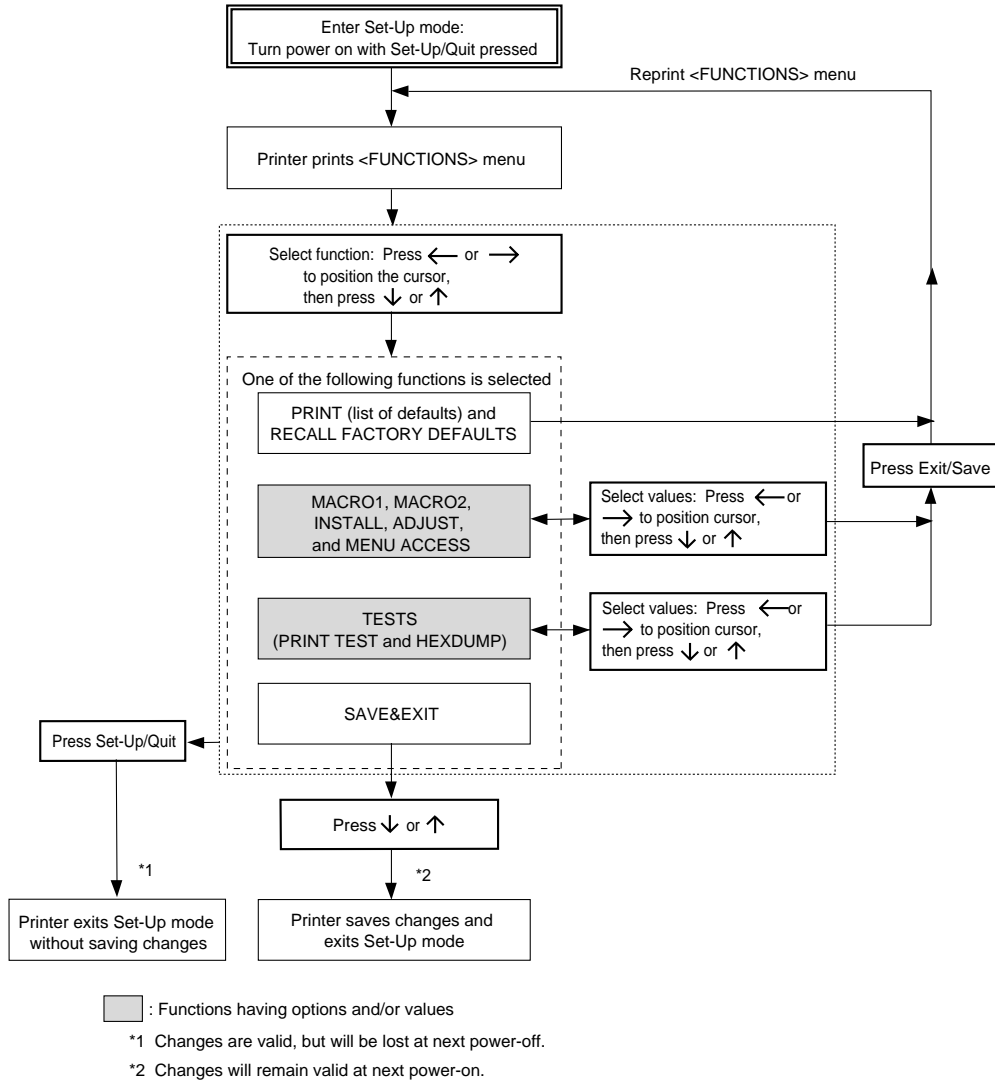 Enter Set-Up mode:
Turn power on with Set-Up/Quit pressed
Reprint <FUNCTIONS> menu
Printer prints <FUNCTIONS> menu
Select function: Press ← or →
to position the cursor,
then press ↓ or ↑
One of the following functions is selected
PRINT (list of defaults) and
RECALL FACTORY DEFAULTS
Press Exit/Save
MACRO1, MACRO2,
INSTALL, ADJUST,
and MENU ACCESS
Select values: Press ← or
→ to position cursor,
then press ↓ or ↑
TESTS
(PRINT TEST and HEXDUMP)
Select values: Press ← or
→ to position cursor,
then press ↓ or ↑
SAVE&EXIT
Press Set-Up/Quit
Press ↓ or ↑
*1
*2
Printer exits Set-Up mode
without saving changes
Printer saves changes and
exits Set-Up mode
: Functions having options and/or values
*1 Changes are valid, but will be lost at next power-off.
*2 Changes will remain valid at next power-on.